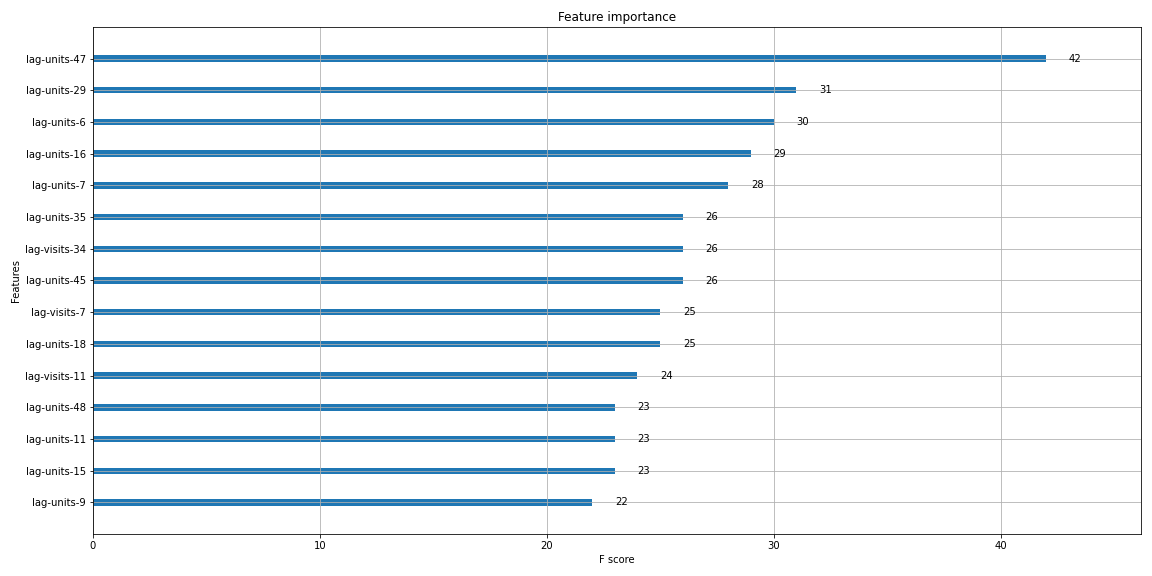 Feature importance
lag-units-47 42
lag-units-29 31
lag-units-6 30
lag-units-16 29
lag-units-7 28
lag-units-35 26
lag-visits-34 26
lag-units-45 26
lag-visits-7 25
lag-units-18 25
lag-visits-11 24
lag-units-48 23
lag-units-11 23
lag-units-15 23
lag-units-9 22
Features
0 10 20 30 40
F score